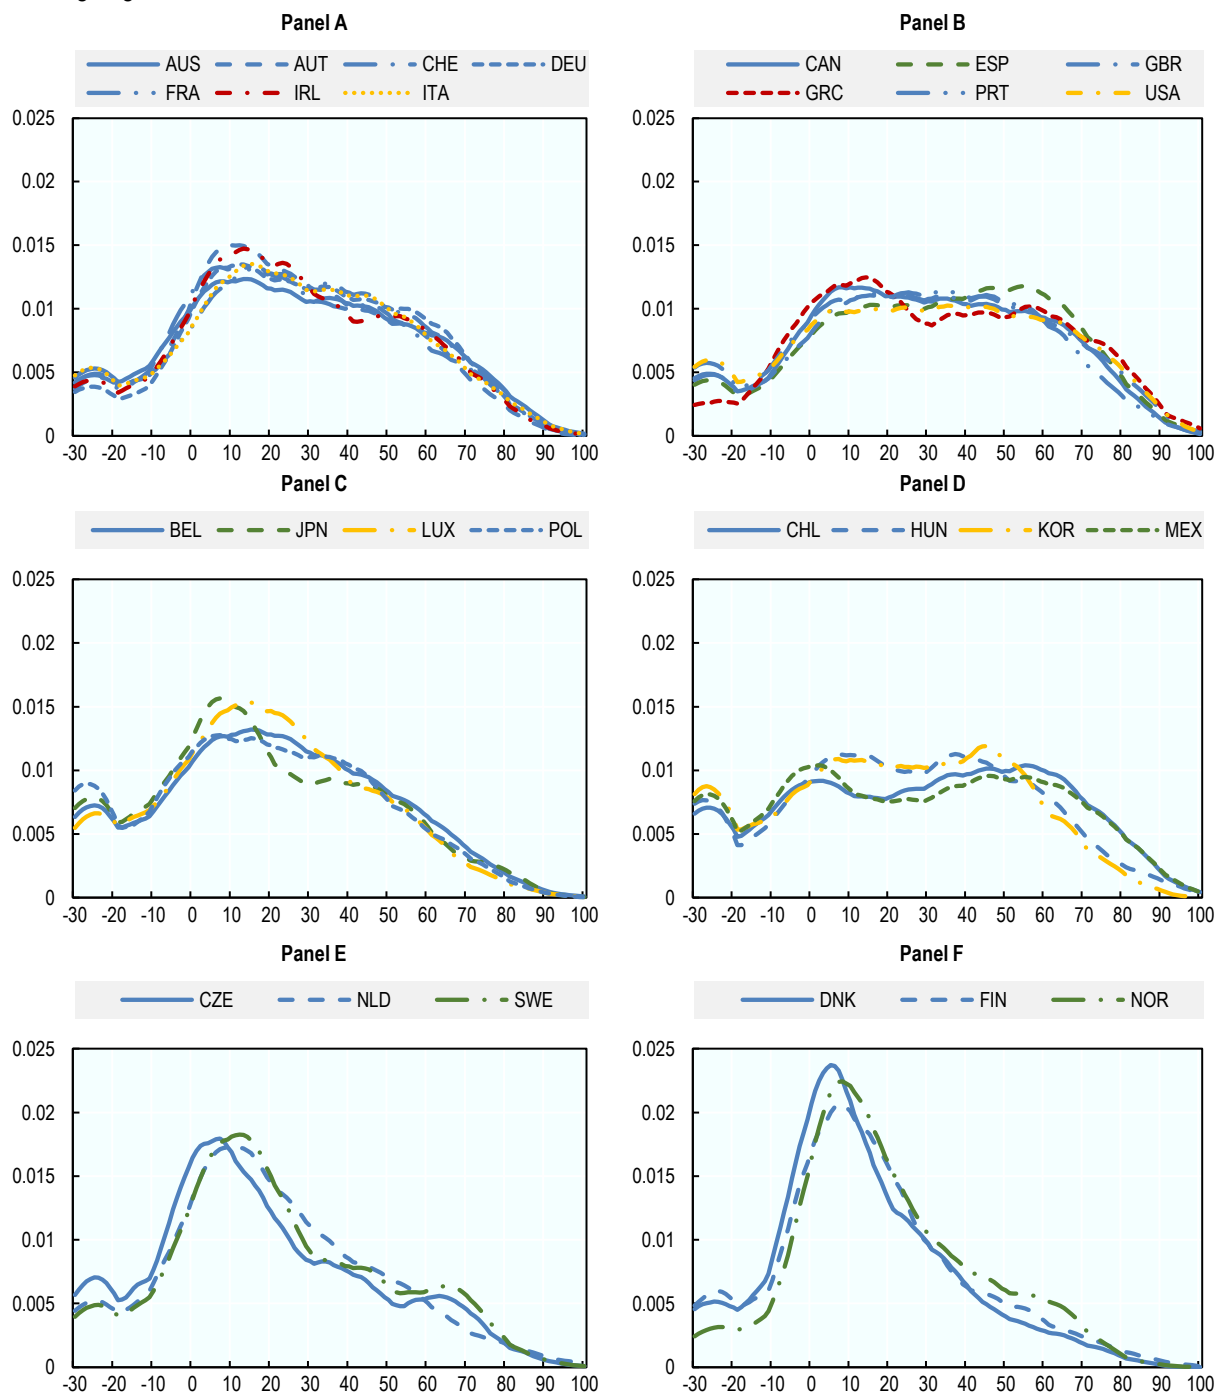 Panel A
Panel B
AUS AUT CHE DEU
FRA IRL ITA
CAN ESP GBR
GRC PRT USA
0.025
0.02
0.015
0.01
0.005
0
-30 -20 -10 0 10 20 30 40 50 60 70 80 90 100
0.025
0.02
0.015
0.01
0.005
0
-30 -20 -10 0 10 20 30 40 50 60 70 80 90 100
Panel C
Panel D
BEL JPN LUX POL
CHL HUN KOR MEX
0.025
0.02
0.015
0.01
0.005
0
-30 -20 -10 0 10 20 30 40 50 60 70 80 90 100
0.025
0.02
0.015
0.01
0.005
0
-30 -20 -10 0 10 20 30 40 50 60 70 80 90 100
Panel E
Panel F
CZE NLD SWE
DNK FIN NOR
0.025
0.02
0.015
0.01
0.005
0
-30 -20 -10 0 10 20 30 40 50 60 70 80 90 100
0.025
0.02
0.015
0.01
0.005
0
-30 -20 -10 0 10 20 30 40 50 60 70 80 90 100